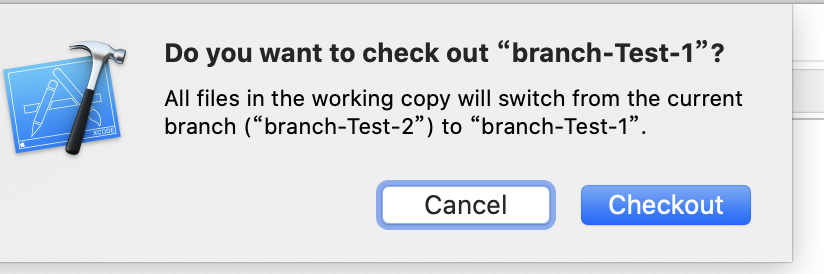 Do you want to check out “branch-Test-1”?
All files in the working copy will switch from the current
branch (“branch-Test-2”) to “branch-Test-1”.
XCODE
Cancel
Checkout